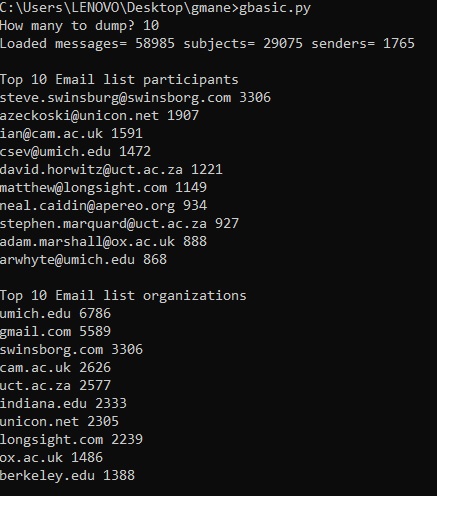 C:\Users\LENOVO\Desktop\gmane>gbasic.py
How many to dump? 10
Loaded messages= 58985 subjects= 29075 senders= 1765

Top 10 Email list participants
steve.swinsburg@swinsborg.com 3306
azeckoski@unicon.net 1907
ian@cam.ac.uk 1591
csev@umich.edu 1472
david.horwitz@uct.ac.za 1221
matthew@longsight.com 1149
neal.caidin@apereo.org 934
stephen.marquard@uct.ac.za 927
adam.marshall@ox.ac.uk 888
arwhyte@umich.edu 868

Top 10 Email list organizations
umich.edu 6786
gmail.com 5589
swinsborg.com 3306
cam.ac.uk 2626
uct.ac.za 2577
indiana.edu 2333
unicon.net 2305
longsight.com 2239
ox.ac.uk 1486
berkeley.edu 1388